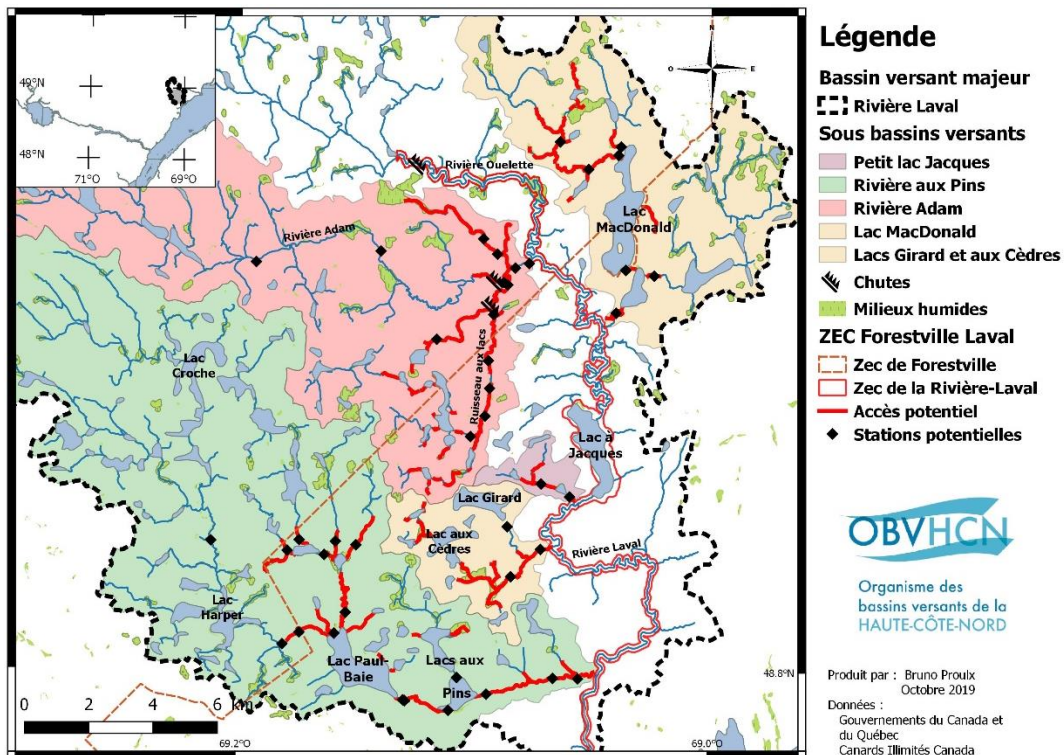 49°N
48°N
71°O
69°O
N
O
E
S
Rivière Ouelette
Lac
MacDonald
Rivière Adam
Lac
Croche
Ruisseau aux lacs
Lac à
Jacques
Lac Girard
Lac aux
Cèdres
Rivière Laval
Lac
Harper
Lac Paul-
Baie
Lacs aux
Pins
48.8°N
0 2 4 6 km
69.2°O
69.0°O
Légende
Bassin versant majeur
Rivière Laval
Sous bassins versants
Petit lac Jacques
Rivière aux Pins
Rivière Adam
Lac MacDonald
Lacs Girard et aux Cèdres
Chutes
Milieux humides
ZEC Forestville Laval
Zec de Forestville
Zec de la Rivière-Laval
Accès potentiel
Stations potentielles
OBVHCN
Organisme des
bassins versants de la
HAUTE-CÔTE-NORD
Produit par : Bruno Proulx
Octobre 2019
Données :
Gouvernements du Canada et
du Québec
Canards Illimités Canada